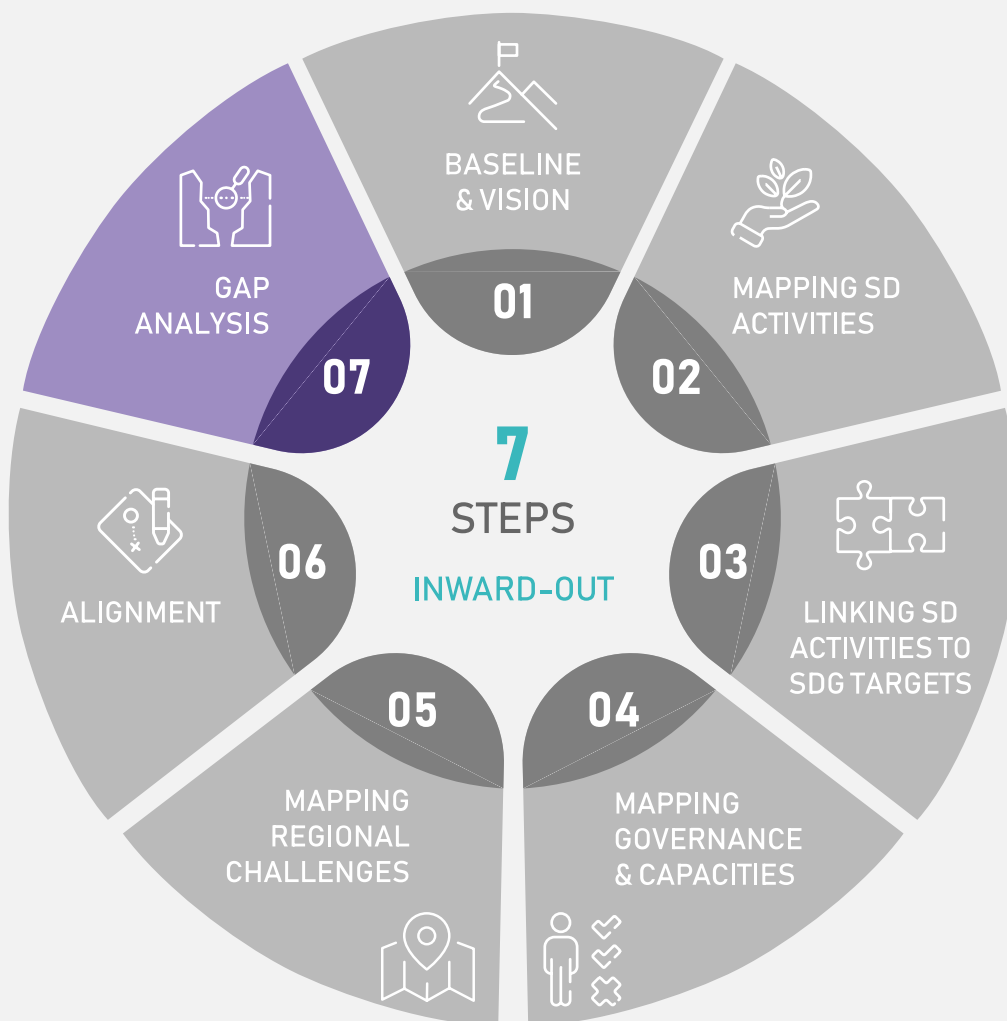 7
STEPS
INWARD-OUT
01
BASELINE
& VISION
02
MAPPING SD
ACTIVITIES
03
LINKING SD
ACTIVITIES TO
SDG TARGETS
04
MAPPING
GOVERNANCE
& CAPACITIES
05
MAPPING
REGIONAL
CHALLENGES
06
ALIGNMENT
07
GAP
ANALYSIS